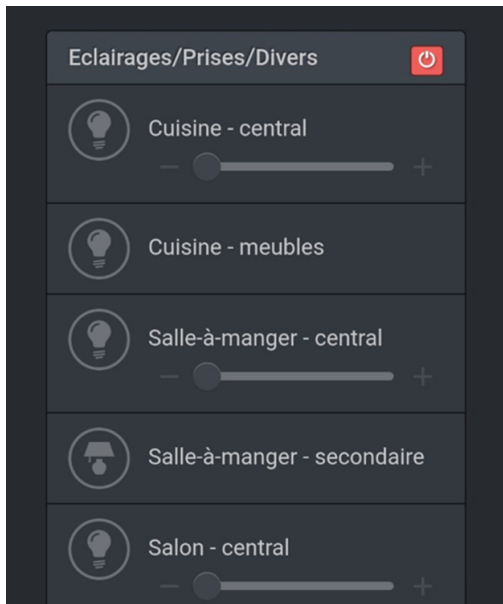 Eclairages/Prises/Divers
Cuisine - central
Cuisine - meubles
Salle-à-manger - central
Salle-à-manger - secondaire
Salon - central